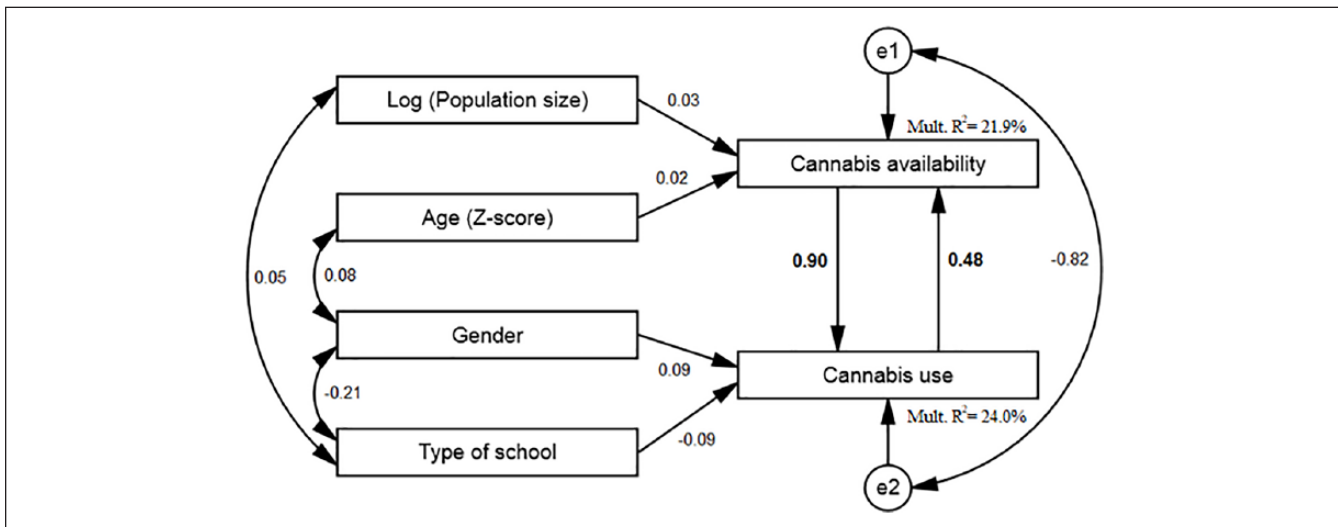 e1
Log (Population size)
0.03
Mult. R²= 21.9%
Cannabis availability
0.02
Age (Z-score)
0.05
0.08
0.90
0.48
-0.82
Gender
0.09
Cannabis use
-0.21
Mult. R²= 24.0%
-0.09
Type of school
e2